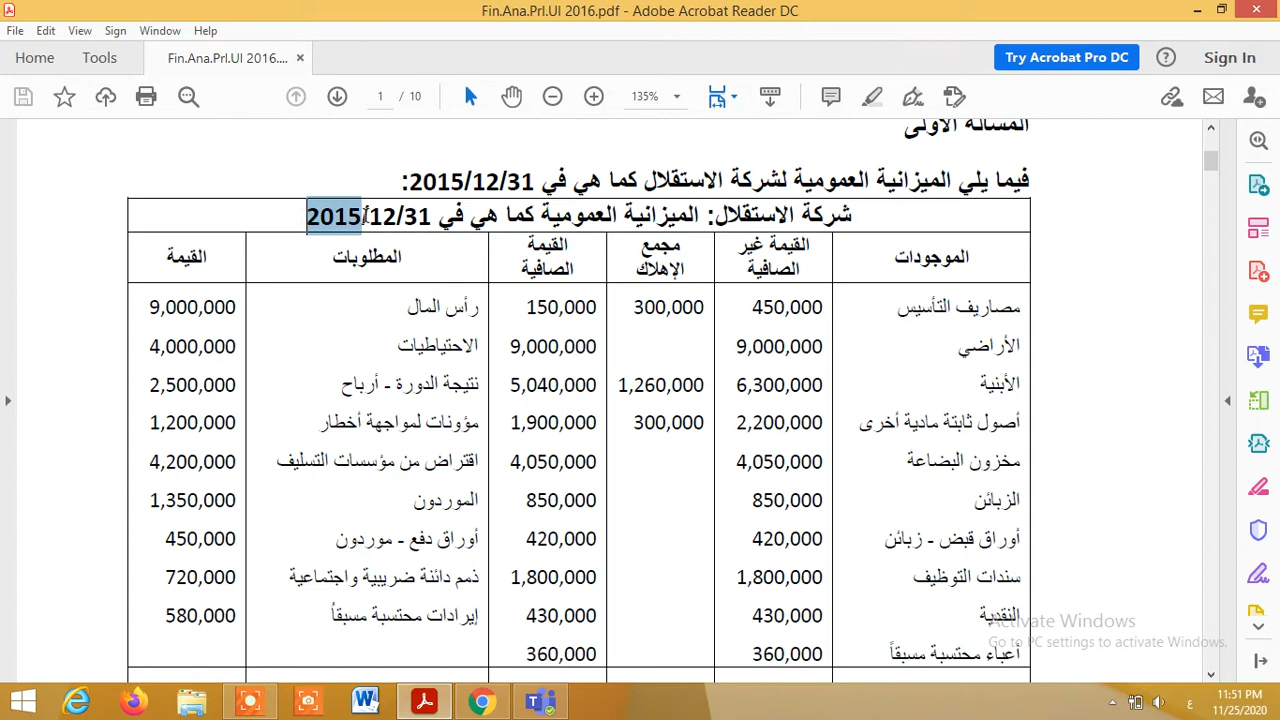 Fin.Ana.Prl.UI 2016.pdf - Adobe Acrobat Reader DC
File Edit View Sign Window Help
Home Tools Fin.Ana.Prl.UI 2016.... × Try Acrobat Pro DC Sign In
1 / 10 135%
المسألة الأولى
فيما يلي الميزانية العمومية لشركة الاستقلال كما هي في 2015/12/31:
شركة الاستقلال: الميزانية العمومية كما هي في 2015/12/31
الموجودات القيمة غير الصافية مجمع الإهلاك القيمة الصافية المطلوبات القيمة
مصاريف التأسيس 450,000 300,000 150,000 رأس المال 9,000,000
الأراضي 9,000,000 9,000,000 الاحتياطيات 4,000,000
الأبنية 6,300,000 1,260,000 5,040,000 نتيجة الدورة - أرباح 2,500,000
أصول ثابتة مادية أخرى 2,200,000 300,000 1,900,000 مؤونات لمواجهة أخطار 1,200,000
مخزون البضاعة 4,050,000 4,050,000 اقتراض من مؤسسات التسليف 4,200,000
الزبائن 850,000 850,000 الموردون 1,350,000
أوراق قبض - زبائن 420,000 420,000 أوراق دفع - موردون 450,000
سندات التوظيف 1,800,000 1,800,000 ذمم دائنة ضريبية واجتماعية 720,000
النقدية 430,000 430,000 إيرادات محتسبة مسبقاً 580,000
أعباء محتسبة مسبقاً 360,000 360,000
Activate Windows
Go to PC settings to activate Windows.
ع 11:51 PM
11/25/2020